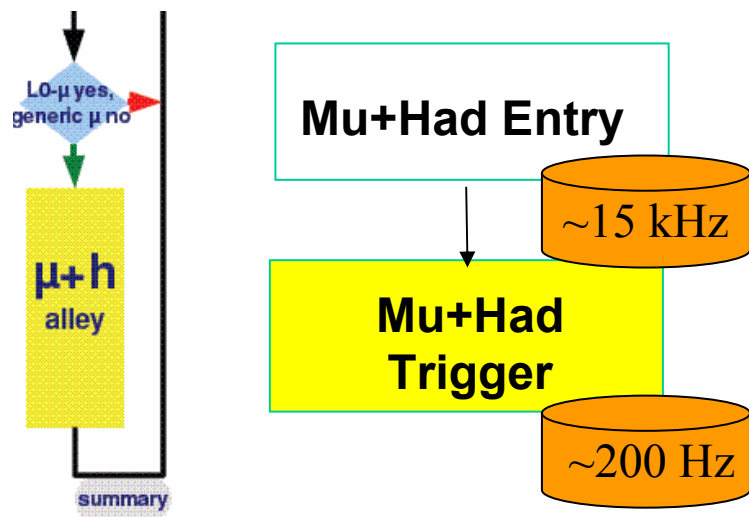 L0-μ yes,
generic μ no
μ+h
alley
summary
Mu+Had Entry
~15 kHz
Mu+Had
Trigger
~200 Hz